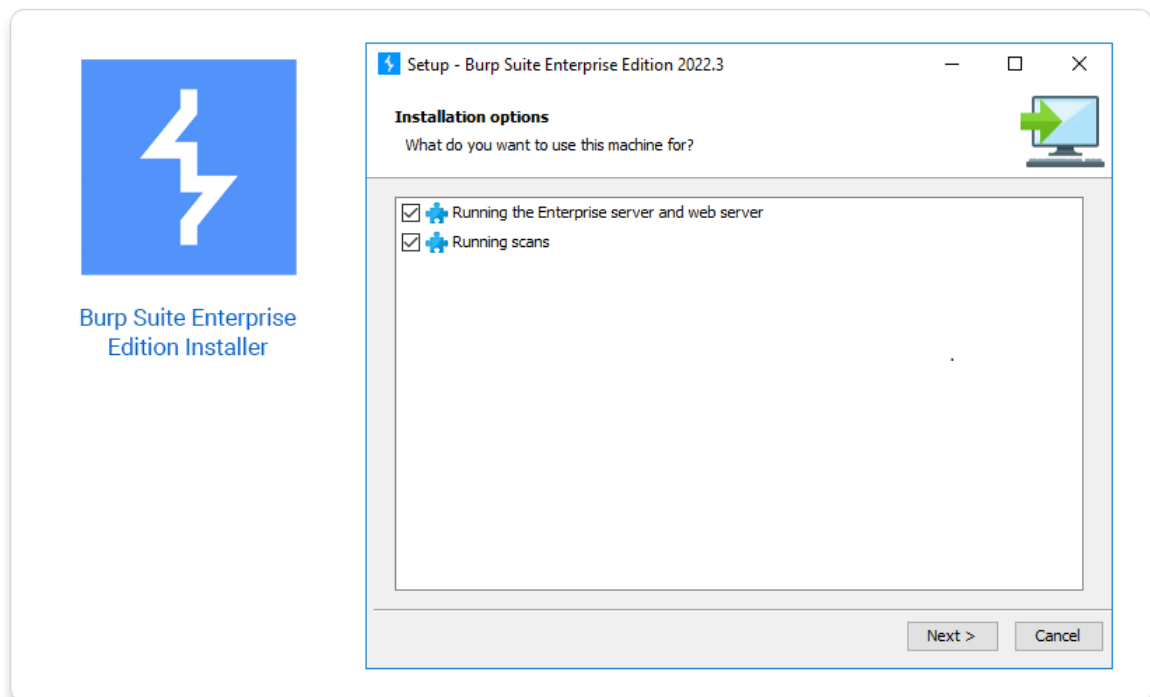 Burp Suite Enterprise
Edition Installer
Setup - Burp Suite Enterprise Edition 2022.3
Installation options
What do you want to use this machine for?
Running the Enterprise server and web server
Running scans
Next >
Cancel